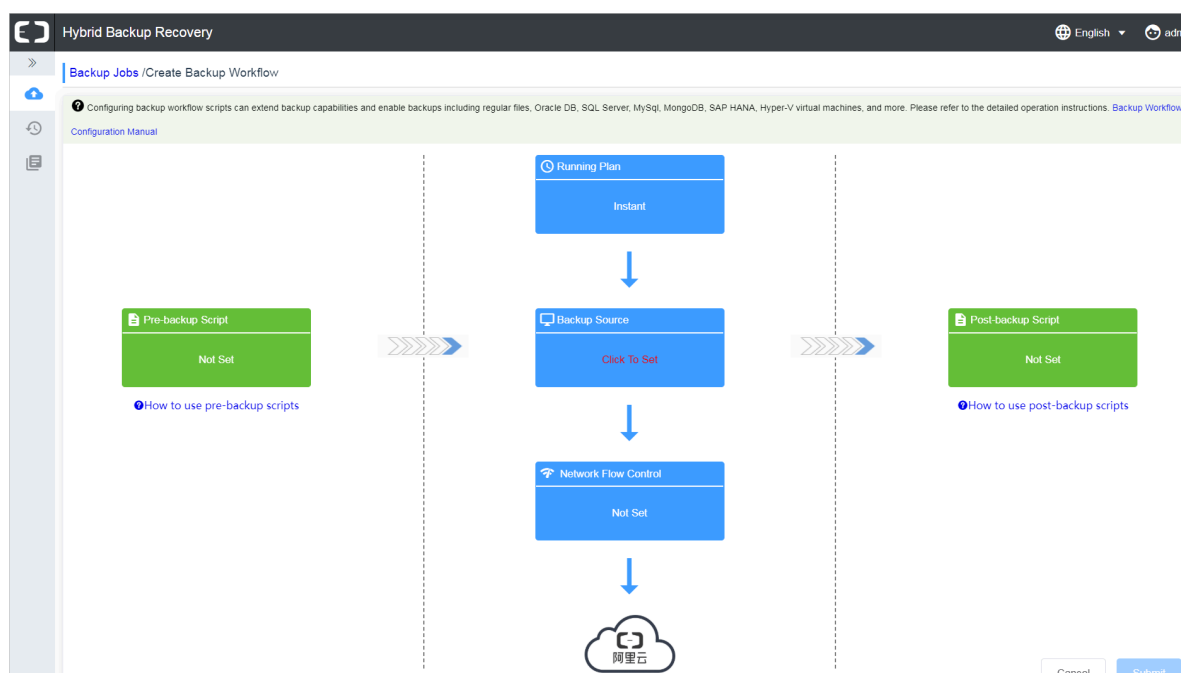 Hybrid Backup Recovery
English
Backup Jobs /Create Backup Workflow
Configuring backup workflow scripts can extend backup capabilities and enable backups including regular files, Oracle DB, SQL Server, MySql, MongoDB, SAP HANA, Hyper-V virtual machines, and more. Please refer to the detailed operation instructions. Backup Workflow
Configuration Manual
Running Plan
Instant
Pre-backup Script
Not Set
How to use pre-backup scripts
Backup Source
Click To Set
Post-backup Script
Not Set
How to use post-backup scripts
Network Flow Control
Not Set
阿里云
Cancel
Submit